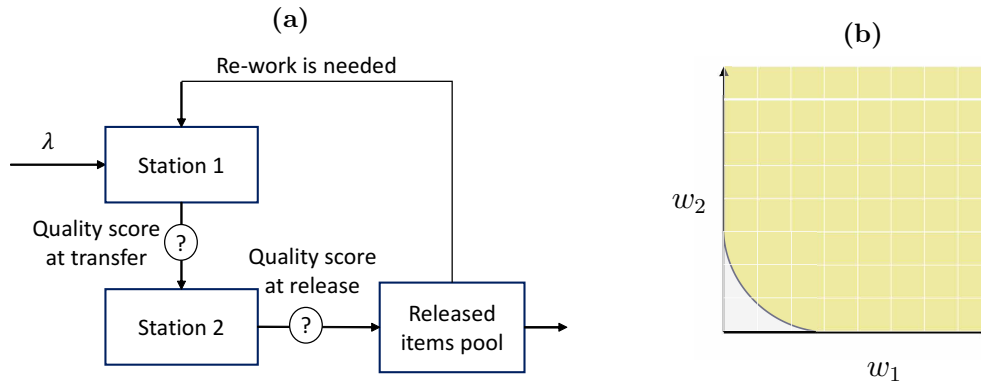 (a)
Re-work is needed
λ
Station 1
Quality score
at transfer
?
Quality score
at release
Station 2
?
Released
items pool
(b)
w₂
w₁